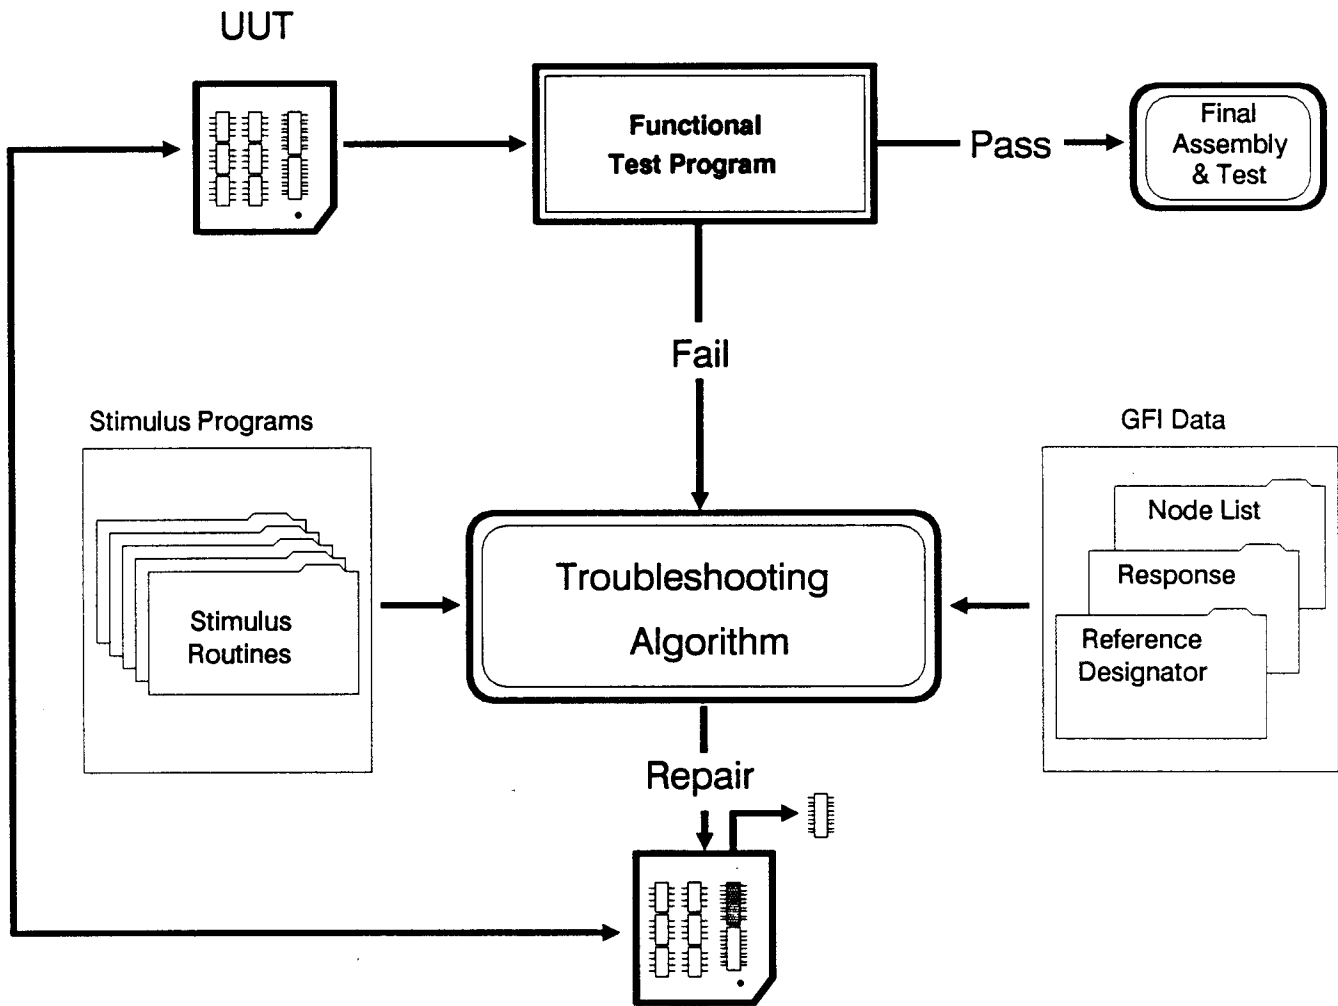 UUT
Functional
Test Program
Pass
Final
Assembly
& Test
Fail
Stimulus Programs
GFI Data
Stimulus
Routines
Troubleshooting
Algorithm
Node List
Response
Reference
Designator
Repair